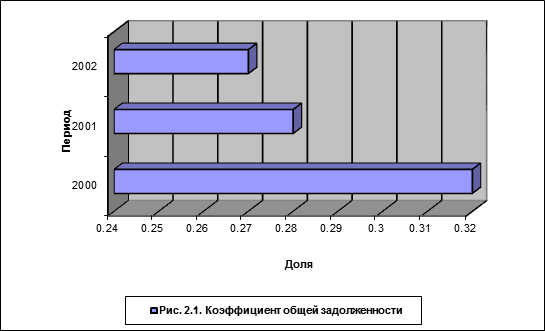 2002
2001
2000
Период
0.24 0.25 0.26 0.27 0.28 0.29 0.3 0.31 0.32
Доля
Рис. 2.1. Коэффициент общей задолженности